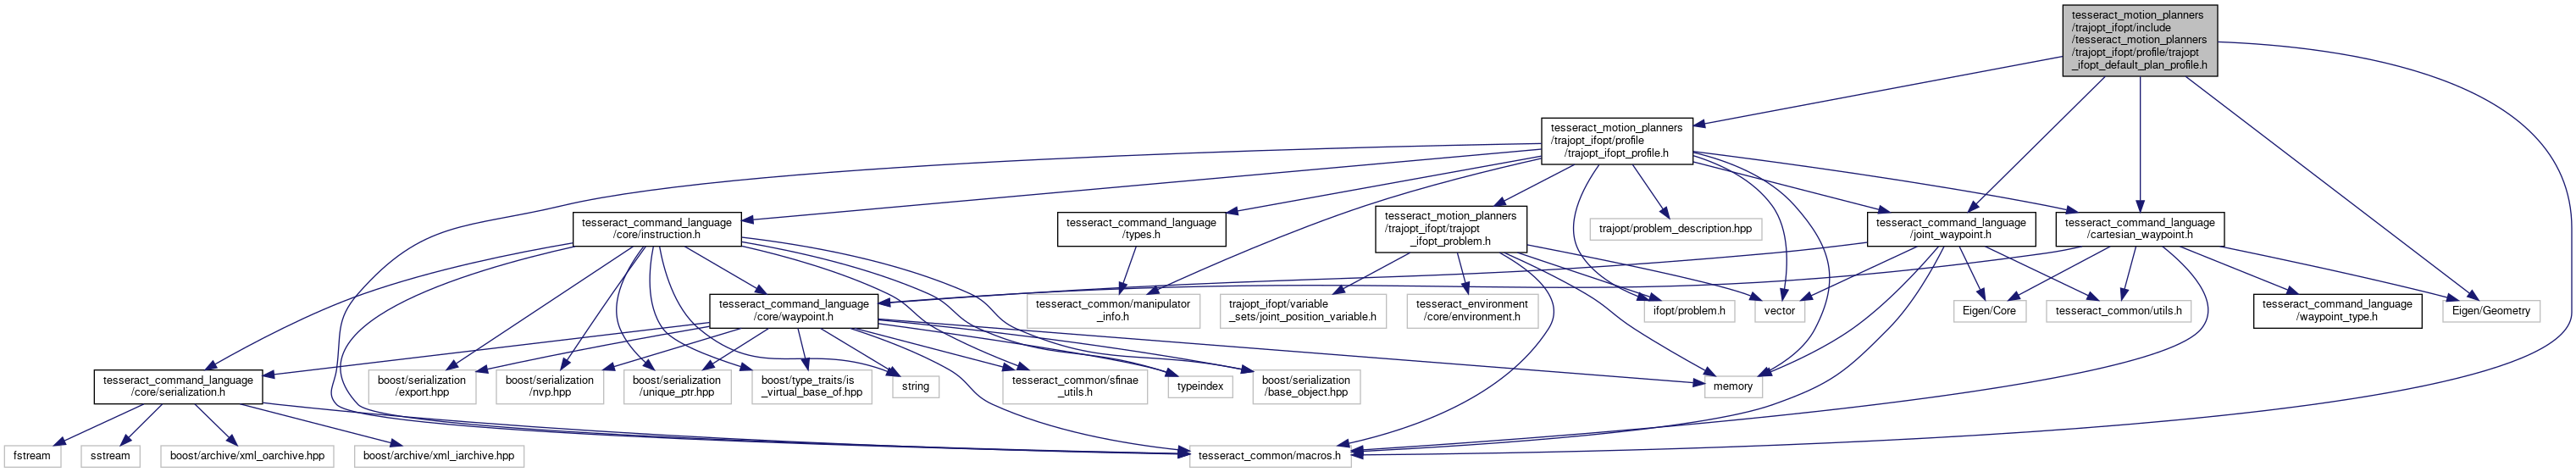 tesseract_motion_planners
/trajopt_ifopt/include
/tesseract_motion_planners
/trajopt_ifopt/profile/trajopt
_ifopt_default_plan_profile.h
tesseract_motion_planners
/trajopt_ifopt/profile
/trajopt_ifopt_profile.h
tesseract_command_language
/core/instruction.h
tesseract_command_language
/types.h
tesseract_motion_planners
/trajopt_ifopt/trajopt
_ifopt_problem.h
trajopt/problem_description.hpp
tesseract_command_language
/joint_waypoint.h
tesseract_command_language
/cartesian_waypoint.h
tesseract_command_language
/core/waypoint.h
tesseract_common/manipulator
_info.h
trajopt_ifopt/variable
_sets/joint_position_variable.h
tesseract_environment
/core/environment.h
ifopt/problem.h
vector
Eigen/Core
tesseract_common/utils.h
tesseract_command_language
/waypoint_type.h
Eigen/Geometry
tesseract_command_language
/core/serialization.h
boost/serialization
/export.hpp
boost/serialization
/nvp.hpp
boost/serialization
/unique_ptr.hpp
boost/type_traits/is
_virtual_base_of.hpp
string
tesseract_common/sfinae
_utils.h
typeindex
boost/serialization
/base_object.hpp
memory
fstream
sstream
boost/archive/xml_oarchive.hpp
boost/archive/xml_iarchive.hpp
tesseract_common/macros.h